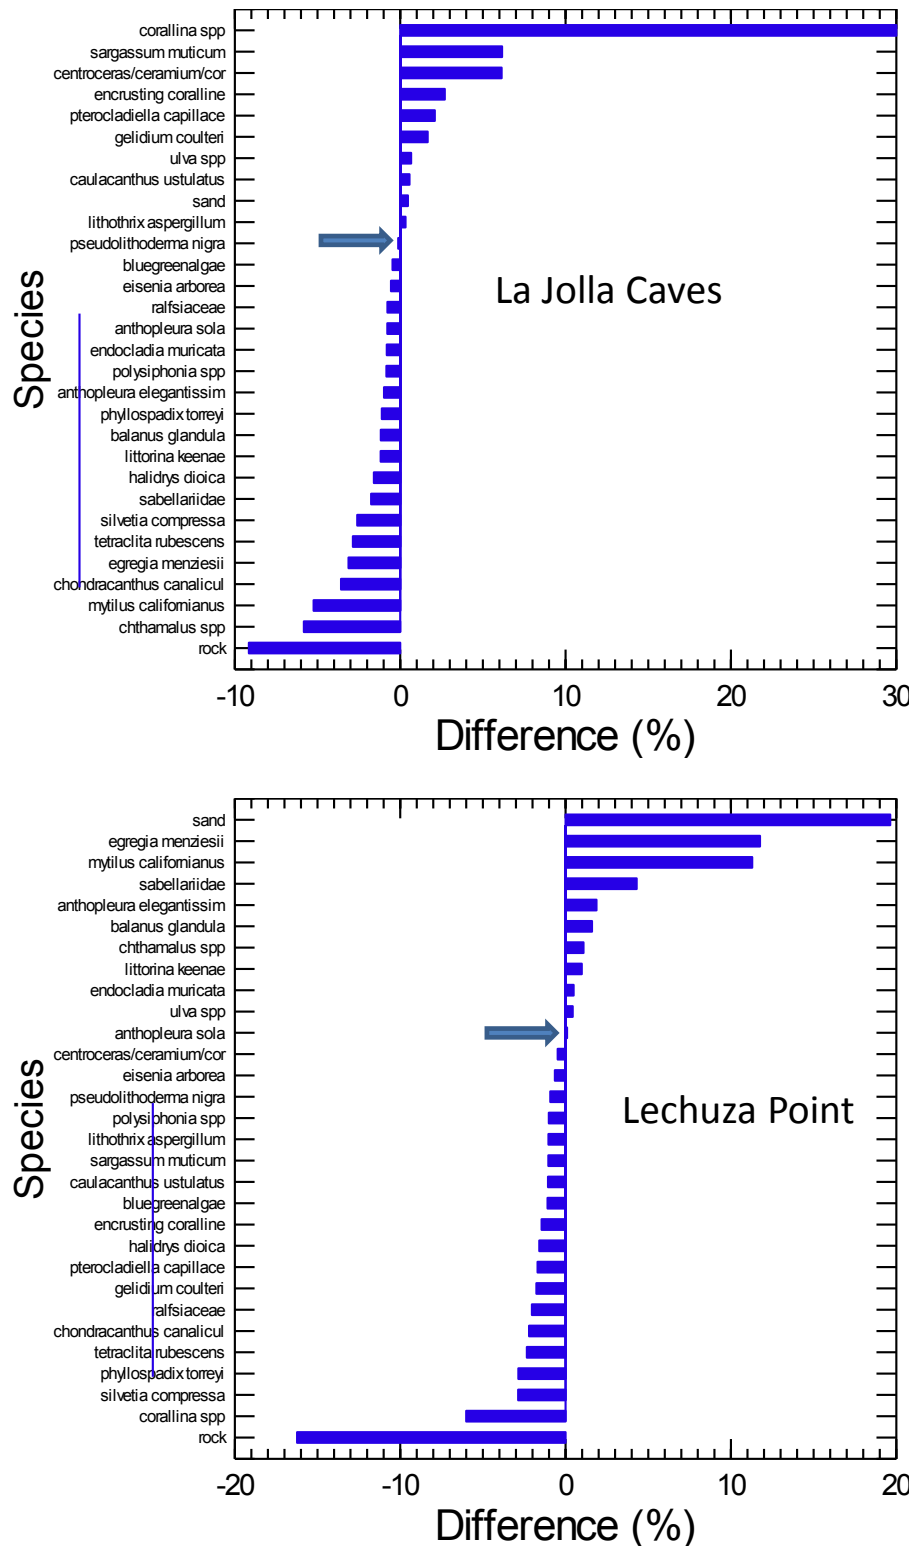 corallina spp
sargassum muticum
centroceras/ceramium/cor
encrusting coralline
pterocladiella capillace
gelidium coulteri
ulva spp
caulacanthus ustulatus
sand
lithothrix aspergillum
pseudolithoderma nigra
bluegreenalgae
eisenia arborea
ralfsiaceae
anthopleura sola
endocladia muricata
polysiphonia spp
anthopleura elegantissim
phyllospadix torreyi
balanus glandula
littorina keenae
halidrys dioica
sabellariidae
silvetia compressa
tetraclita rubescens
egregia menziesii
chondracanthus canalicul
mytilus californianus
chthamalus spp
rock
Species
La Jolla Caves
-10 0 10 20 30
Difference (%)
sand
egregia menziesii
mytilus californianus
sabellariidae
anthopleura elegantissim
balanus glandula
chthamalus spp
littorina keenae
endocladia muricata
ulva spp
anthopleura sola
centroceras/ceramium/cor
eisenia arborea
pseudolithoderma nigra
polysiphonia spp
lithothrix aspergillum
sargassum muticum
caulacanthus ustulatus
bluegreenalgae
encrusting coralline
halidrys dioica
pterocladiella capillace
gelidium coulteri
ralfsiaceae
chondracanthus canalicul
tetraclita rubescens
phyllospadix torreyi
silvetia compressa
corallina spp
rock
Species
Lechuza Point
-20 -10 0 10 20
Difference (%)